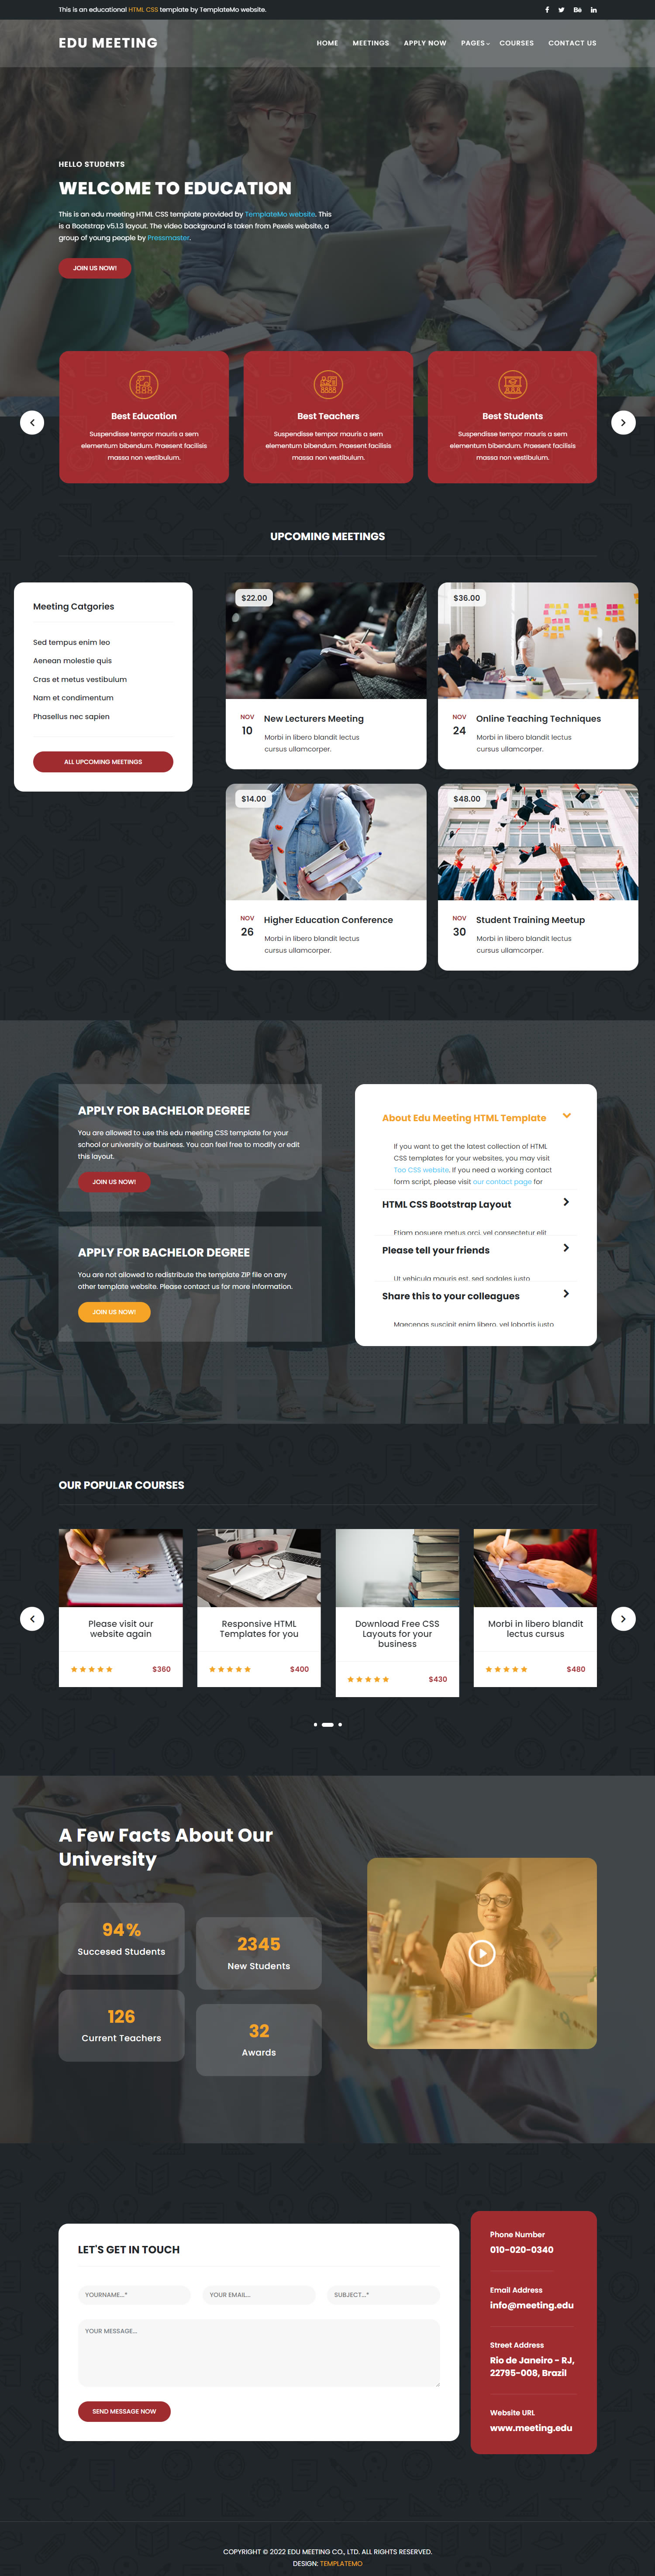 This is an educational HTML CSS template by TemplateMo website.
EDU MEETING
HOME MEETINGS APPLY NOW PAGES COURSES CONTACT US
HELLO STUDENTS
WELCOME TO EDUCATION
This is an edu meeting HTML CSS template provided by TemplateMo website. This
is a Bootstrap v5.1.3 layout. The video background is taken from Pexels website, a
group of young people by Pressmaster.
JOIN US NOW!
Best Education
Suspendisse tempor mauris a sem
elementum bibendum. Praesent facilisis
massa non vestibulum.
Best Teachers
Suspendisse tempor mauris a sem
elementum bibendum. Praesent facilisis
massa non vestibulum.
Best Students
Suspendisse tempor mauris a sem
elementum bibendum. Praesent facilisis
massa non vestibulum.
UPCOMING MEETINGS
Meeting Catgories
Sed tempus enim leo
Aenean molestie quis
Cras et metus vestibulum
Nam et condimentum
Phasellus nec sapien
ALL UPCOMING MEETINGS
$22.00
NOV
10
New Lecturers Meeting
Morbi in libero blandit lectus
cursus ullamcorper.
$36.00
NOV
24
Online Teaching Techniques
Morbi in libero blandit lectus
cursus ullamcorper.
$14.00
NOV
26
Higher Education Conference
Morbi in libero blandit lectus
cursus ullamcorper.
$48.00
NOV
30
Student Training Meetup
Morbi in libero blandit lectus
cursus ullamcorper.
APPLY FOR BACHELOR DEGREE
You are allowed to use this edu meeting CSS template for your
school or university or business. You can feel free to modify or edit
this layout.
JOIN US NOW!
APPLY FOR BACHELOR DEGREE
You are not allowed to redistribute the template ZIP file on any
other template website. Please contact us for more information.
JOIN US NOW!
About Edu Meeting HTML Template
If you want to get the latest collection of HTML
CSS templates for your websites, you may visit
Too CSS website. If you need a working contact
form script, please visit our contact page for
HTML CSS Bootstrap Layout
Etiam posuere metus orci, vel consectetur elit
Please tell your friends
Ut vehicula mauris est, sed sodales justo
Share this to your colleagues
Maecenas suscipit enim libero, vel lobortis justo
OUR POPULAR COURSES
Please visit our
website again
$360
Responsive HTML
Templates for you
$400
Download Free CSS
Layouts for your
business
$430
Morbi in libero blandit
lectus cursus
$480
A Few Facts About Our
University
94%
Succesed Students
126
Current Teachers
2345
New Students
32
Awards
LET'S GET IN TOUCH
YOURNAME...*
YOUR EMAIL...
SUBJECT...*
YOUR MESSAGE...
SEND MESSAGE NOW
Phone Number
010-020-0340
Email Address
info@meeting.edu
Street Address
Rio de Janeiro - RJ,
22795-008, Brazil
Website URL
www.meeting.edu
COPYRIGHT © 2022 EDU MEETING CO., LTD. ALL RIGHTS RESERVED.
DESIGN: TEMPLATEMO